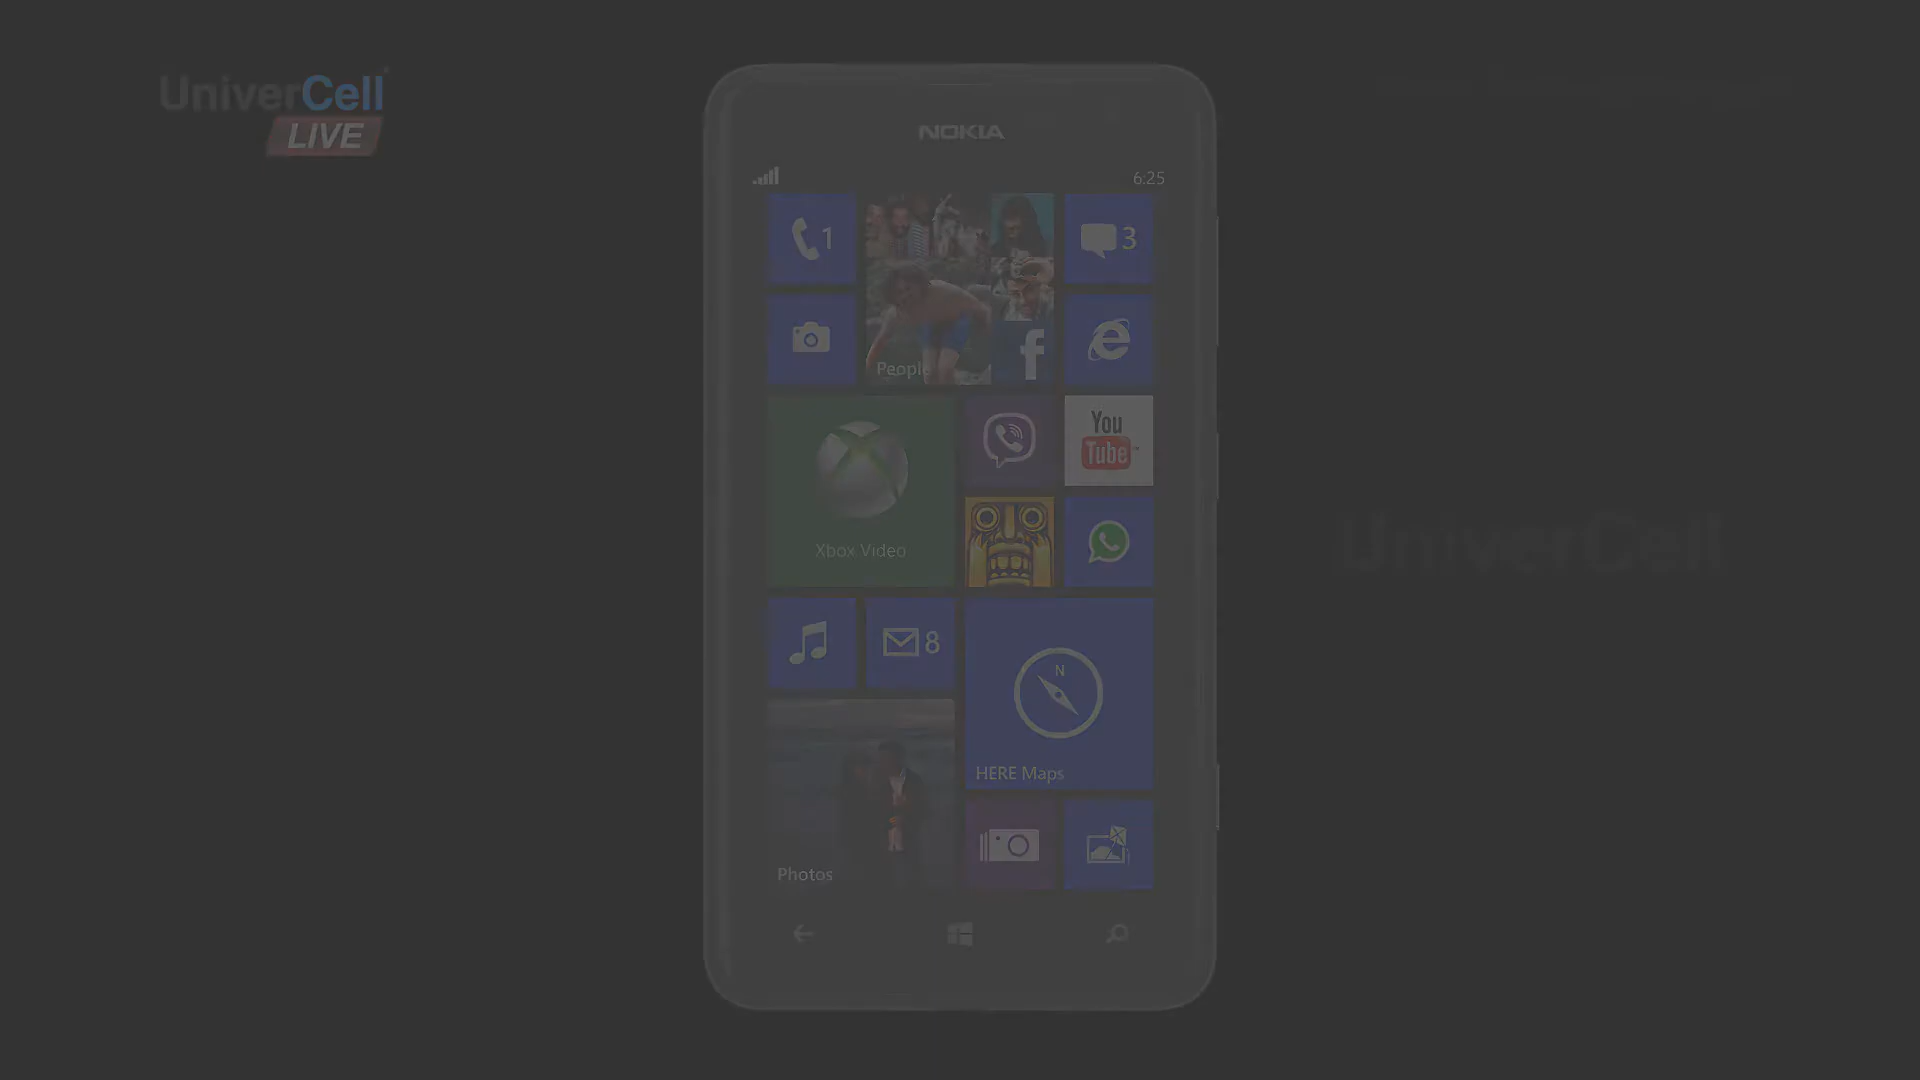 UniverCell
LIVE
NOKIA
6:25
1
3
People
f
You
Tube
Xbox Video
8
N
HERE Maps
Photos
UniverCell